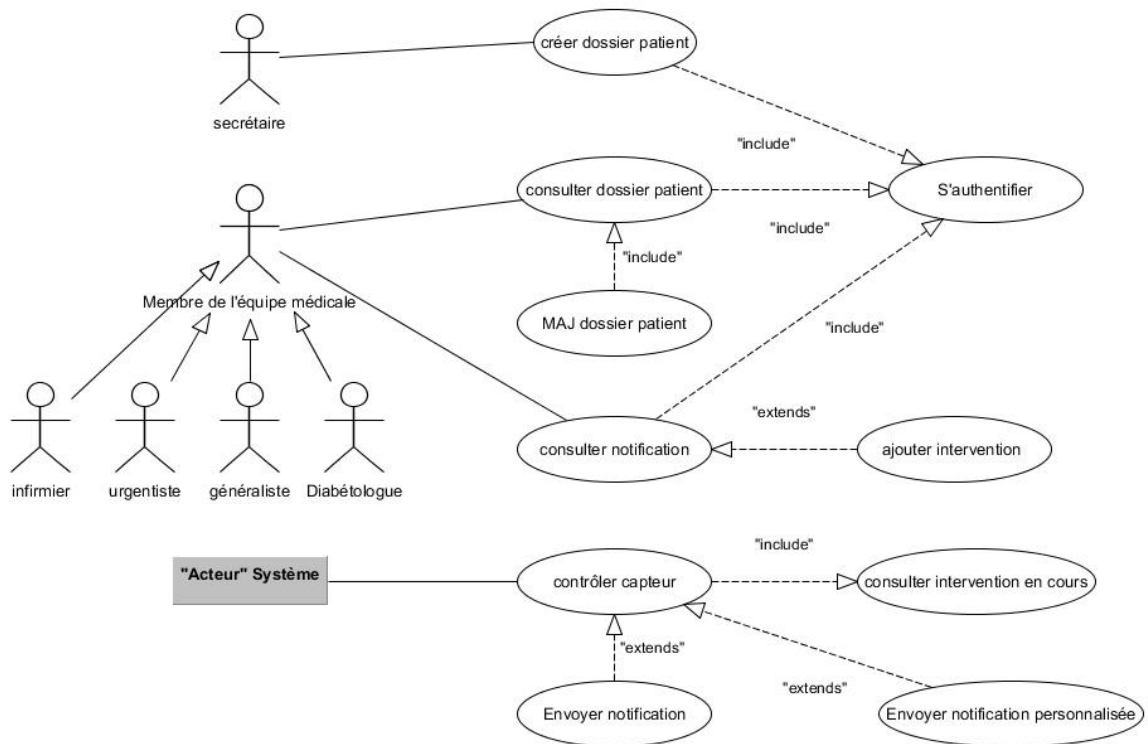 créer dossier patient
secrétaire
"include"
consulter dossier patient
S'authentifier
"include"
"include"
Membre de l'équipe médicale
MAJ dossier patient
"include"
"extends"
consulter notification
ajouter intervention
infirmier
urgentiste
généraliste
Diabétologue
"include"
"Acteur" Système
contrôler capteur
consulter intervention en cours
"extends"
"extends"
Envoyer notification
Envoyer notification personnalisée